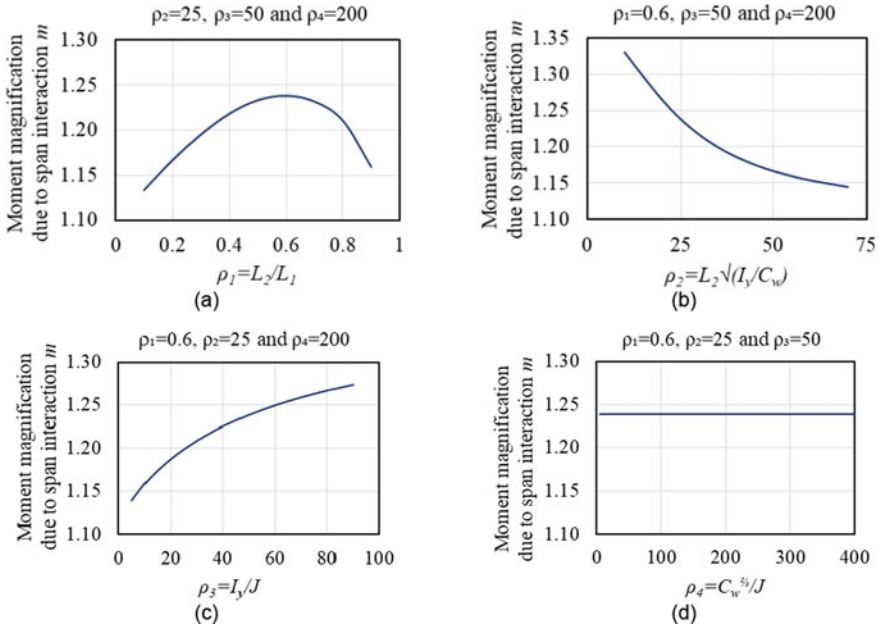 ρ₂=25, ρ₃=50 and ρ₄=200
Moment magnification
due to span interaction m
1.30
1.25
1.20
1.15
1.10
0
0.2
0.4
0.6
0.8
1
ρ₁=L₂/L₁
(a)
ρ₁=0.6, ρ₃=50 and ρ₄=200
Moment magnification
due to span interaction m
1.35
1.30
1.25
1.20
1.15
1.10
0
25
50
75
ρ₂=L₂√(I_y/C_w)
(b)
ρ₁=0.6, ρ₂=25 and ρ₄=200
Moment magnification
due to span interaction m
1.30
1.25
1.20
1.15
1.10
0
20
40
60
80
100
ρ₃=I_y/J
(c)
ρ₁=0.6, ρ₂=25 and ρ₃=50
Moment magnification
due to span interaction m
1.30
1.25
1.20
1.15
1.10
0
100
200
300
400
ρ₄=C_w^⅔/J
(d)